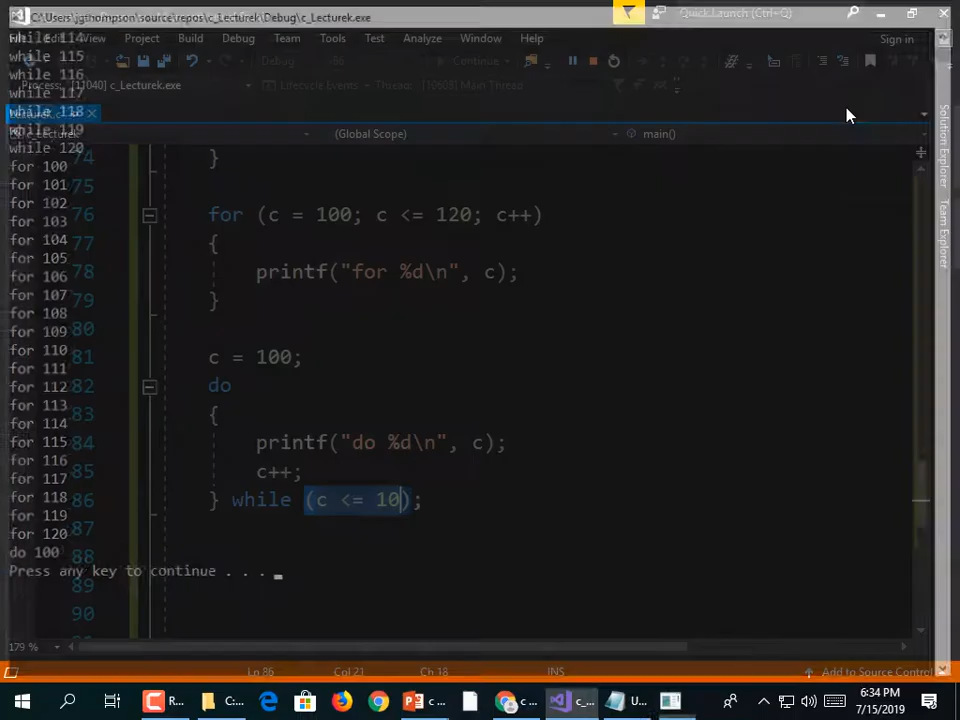 C:\Users\jgthompson\source\repos\c_Lecturek\Debug\c_Lecturek.exe
Quick Launch (Ctrl+Q)
View Project Build Debug Team Tools Test Analyze Window Help Sign in
Continue
Process: [11040] c_Lecturek.exe Lifecycle Events Thread: [10608] Main Thread
(Global Scope) main()
Solution Explorer
Team Explorer
while 114
while 115
while 116
while 117
while 118
while 119
while 120
for 100
for 101
for 102
for 103
for 104
for 105
for 106
for 107
for 108
for 109
for 110
for 111
for 112
for 113
for 114
for 115
for 116
for 117
for 118
for 119
for 120
do 100
Press any key to continue . . .
74 }
75
76 for (c = 100; c <= 120; c++)
77 {
78 printf("for %d\n", c);
79 }
80
81 c = 100;
82 do
83 {
84 printf("do %d\n", c);
85 c++;
86 } while (c <= 10);
87
88
89
90
179 %
Ln 86 Col 21 Ch 18 INS Add to Source Control
R... C:... c ... c ... c_... U...
6:34 PM
7/15/2019